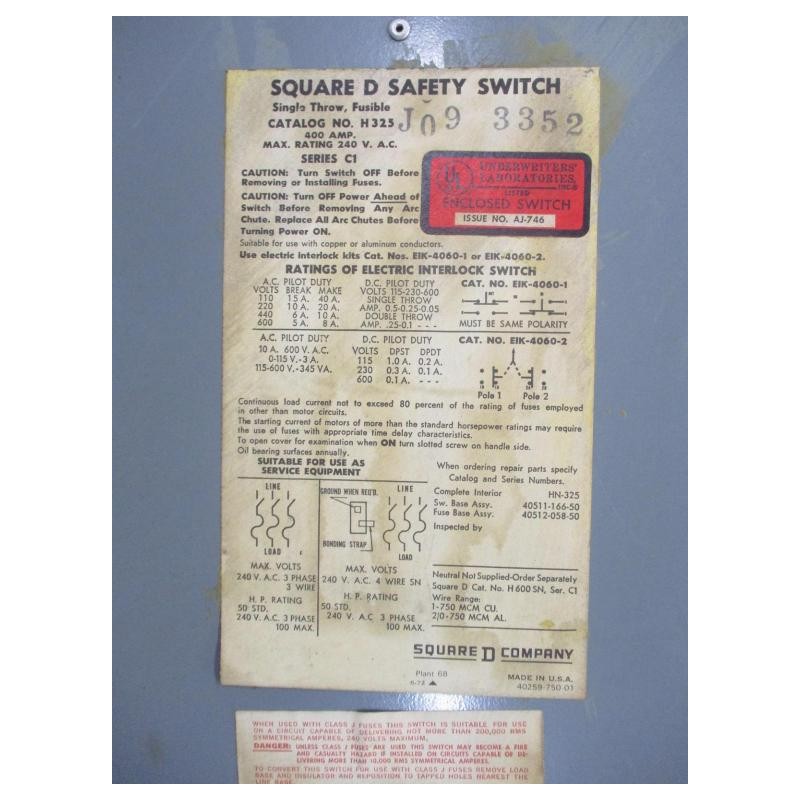 SQUARE D SAFETY SWITCH
Single Throw, Fusible
CATALOG NO. H325 J09 3352
400 AMP.
MAX. RATING 240 V. A.C.
SERIES C1
UL UNDERWRITERS' LABORATORIES, INC.®
LISTED
ENCLOSED SWITCH
ISSUE NO. AJ-746
CAUTION: Turn Switch OFF Before
Removing or Installing Fuses.
CAUTION: Turn OFF Power Ahead of
Switch Before Removing Any Arc
Chute. Replace All Arc Chutes Before
Turning Power ON.
Suitable for use with copper or aluminum conductors.
Use electric interlock kits Cat. Nos. EIK-4060-1 or EIK-4060-2.
RATINGS OF ELECTRIC INTERLOCK SWITCH
A.C. PILOT DUTY
VOLTS BREAK MAKE
110 15 A. 40 A.
220 10 A. 20 A.
440 6 A. 10 A.
600 5 A. 8 A.
D.C. PILOT DUTY
VOLTS 115-230-600
SINGLE THROW
AMP. 0.5-0.25-0.05
DOUBLE THROW
AMP. .25-0.1 - - -
CAT. NO. EIK-4060-1
MUST BE SAME POLARITY
A.C. PILOT DUTY
10 A. 600 V. A.C.
0-115 V.-3 A.
115-600 V.-345 VA.
D.C. PILOT DUTY
VOLTS DPST DPDT
115 1.0 A. 0.2 A.
230 0.3 A. 0.1 A.
600 0.1 A. - - -
CAT. NO. EIK-4060-2
Pole 1 Pole 2
Continuous load current not to exceed 80 percent of the rating of fuses employed
in other than motor circuits.
The starting current of motors of more than the standard horsepower ratings may require
the use of fuses with appropriate time delay characteristics.
To open cover for examination when ON turn slotted screw on handle side.
Oil bearing surfaces annually.
SUITABLE FOR USE AS
SERVICE EQUIPMENT
LINE
LOAD
MAX. VOLTS
240 V. A.C. 3 PHASE
3 WIRE
H. P. RATING
50 STD.
240 V. A.C. 3 PHASE
100 MAX.
GROUND WHEN REQ'D.
LINE
BONDING STRAP
LOAD
MAX. VOLTS
240 V. A.C. 4 WIRE SN
H. P. RATING
50 STD.
240 V. A.C 3 PHASE
100 MAX.
When ordering repair parts specify
Catalog and Series Numbers.
Complete Interior HN-325
Sw. Base Assy. 40511-166-50
Fuse Base Assy. 40512-058-50
Inspected by
Neutral Not Supplied-Order Separately
Square D Cat. No. H 600 SN, Ser. C1
Wire Range:
1-750 MCM CU.
2/0-750 MCM AL.
SQUARE D COMPANY
Plant 68
6-72
MADE IN U.S.A.
40259-750-01
WHEN USED WITH CLASS J FUSES THIS SWITCH IS SUITABLE FOR USE
ON A CIRCUIT CAPABLE OF DELIVERING NOT MORE THAN 200,000 RMS
SYMMETRICAL AMPERES, 240 VOLTS MAXIMUM.
DANGER: UNLESS CLASS J FUSES ARE USED THIS SWITCH MAY BECOME A FIRE
AND CASUALTY HAZARD IF INSTALLED ON CIRCUITS CAPABLE OF DE-
LIVERING MORE THAN 10,000 RMS SYMMETRICAL AMPERES.
TO CONVERT THIS SWITCH FOR USE WITH CLASS J FUSES REMOVE LOAD
BASE AND INSULATOR AND REPOSITION TO TAPPED HOLES NEAREST THE
LINE BASE.